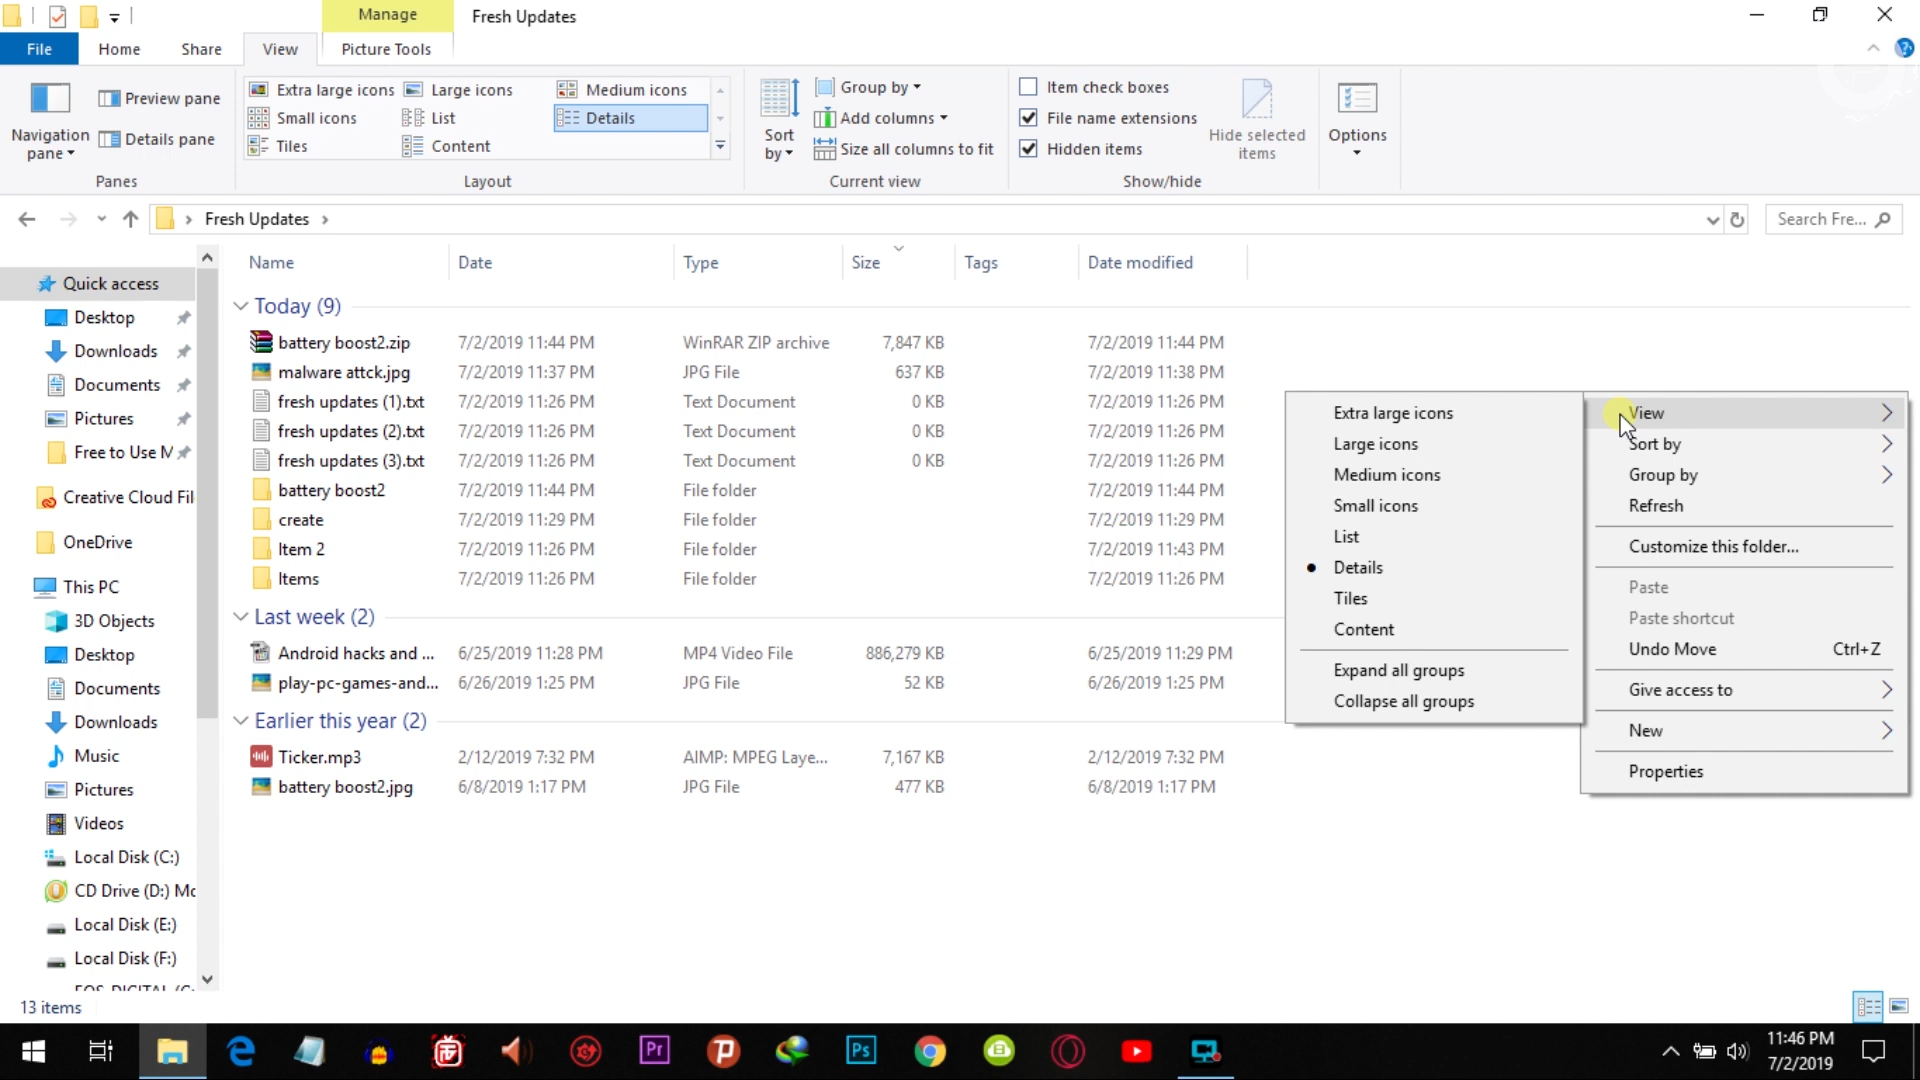 Manage
Fresh Updates
File
Home
Share
View
Picture Tools
Navigation pane
Preview pane
Details pane
Panes
Extra large icons
Large icons
Medium icons
Small icons
List
Details
Tiles
Content
Layout
Sort by
Group by
Add columns
Size all columns to fit
Current view
Item check boxes
File name extensions
Hidden items
Hide selected items
Show/hide
Options
Fresh Updates
Search Fre...
Quick access
Desktop
Downloads
Documents
Pictures
Free to Use M
Creative Cloud Fil
OneDrive
This PC
3D Objects
Desktop
Documents
Downloads
Music
Pictures
Videos
Local Disk (C:)
CD Drive (D:) Mc
Local Disk (E:)
Local Disk (F:)
Name Date Type Size Tags Date modified
Today (9)
battery boost2.zip 7/2/2019 11:44 PM WinRAR ZIP archive 7,847 KB 7/2/2019 11:44 PM
malware attck.jpg 7/2/2019 11:37 PM JPG File 637 KB 7/2/2019 11:38 PM
fresh updates (1).txt 7/2/2019 11:26 PM Text Document 0 KB 7/2/2019 11:26 PM
fresh updates (2).txt 7/2/2019 11:26 PM Text Document 0 KB 7/2/2019 11:26 PM
fresh updates (3).txt 7/2/2019 11:26 PM Text Document 0 KB 7/2/2019 11:26 PM
battery boost2 7/2/2019 11:44 PM File folder 7/2/2019 11:44 PM
create 7/2/2019 11:29 PM File folder 7/2/2019 11:29 PM
Item 2 7/2/2019 11:26 PM File folder 7/2/2019 11:43 PM
Items 7/2/2019 11:26 PM File folder 7/2/2019 11:26 PM
Last week (2)
Android hacks and ... 6/25/2019 11:28 PM MP4 Video File 886,279 KB 6/25/2019 11:29 PM
play-pc-games-and... 6/26/2019 1:25 PM JPG File 52 KB 6/26/2019 1:25 PM
Earlier this year (2)
Ticker.mp3 2/12/2019 7:32 PM AIMP: MPEG Laye... 7,167 KB 2/12/2019 7:32 PM
battery boost2.jpg 6/8/2019 1:17 PM JPG File 477 KB 6/8/2019 1:17 PM
Extra large icons
Large icons
Medium icons
Small icons
List
Details
Tiles
Content
Expand all groups
Collapse all groups
View
Sort by
Group by
Refresh
Customize this folder...
Paste
Paste shortcut
Undo Move Ctrl+Z
Give access to
New
Properties
13 items
Pr
Ps
11:46 PM
7/2/2019